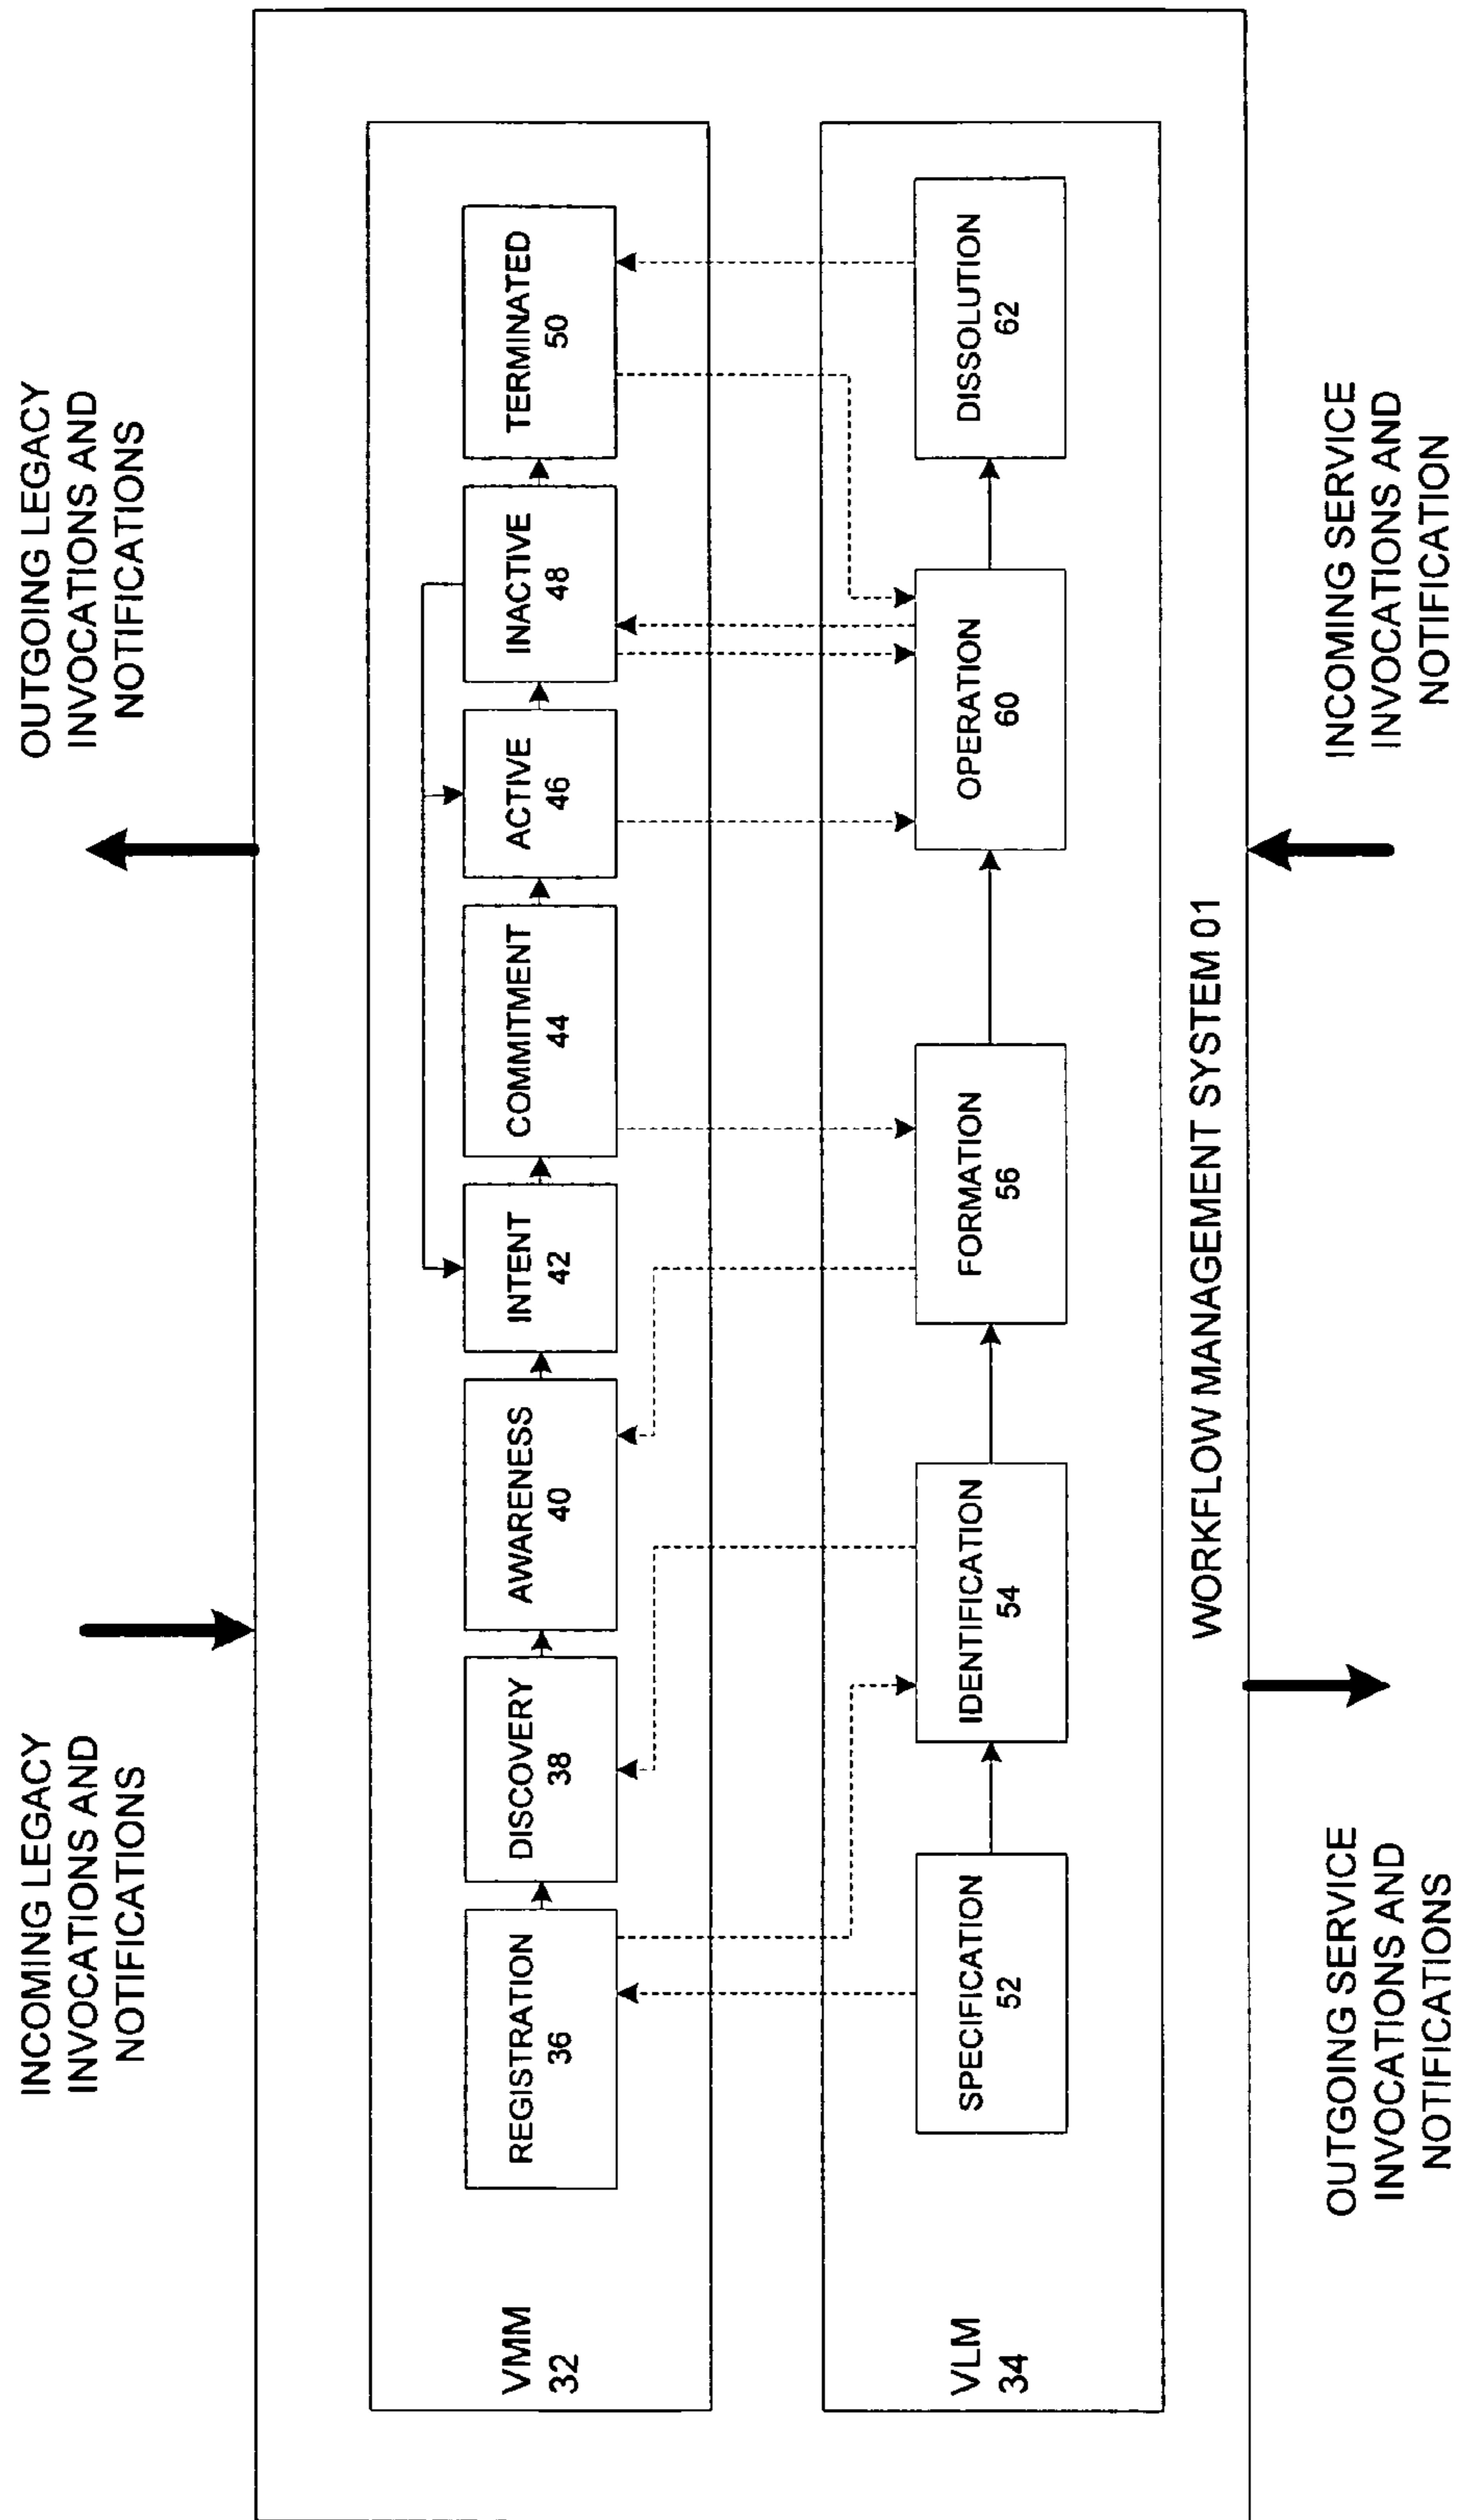 INCOMING LEGACY
INVOCATIONS AND
NOTIFICATIONS
OUTGOING LEGACY
INVOCATIONS AND
NOTIFICATIONS
VMM
32
REGISTRATION
36
DISCOVERY
38
AWARENESS
40
INTENT
42
COMMITMENT
44
ACTIVE
46
INACTIVE
48
TERMINATED
50
VLM
34
SPECIFICATION
52
IDENTIFICATION
54
FORMATION
56
OPERATION
60
DISSOLUTION
62
WORKFLOW MANAGEMENT SYSTEM 01
OUTGOING SERVICE
INVOCATIONS AND
NOTIFICATIONS
INCOMING SERVICE
INVOCATIONS AND
NOTIFICATION